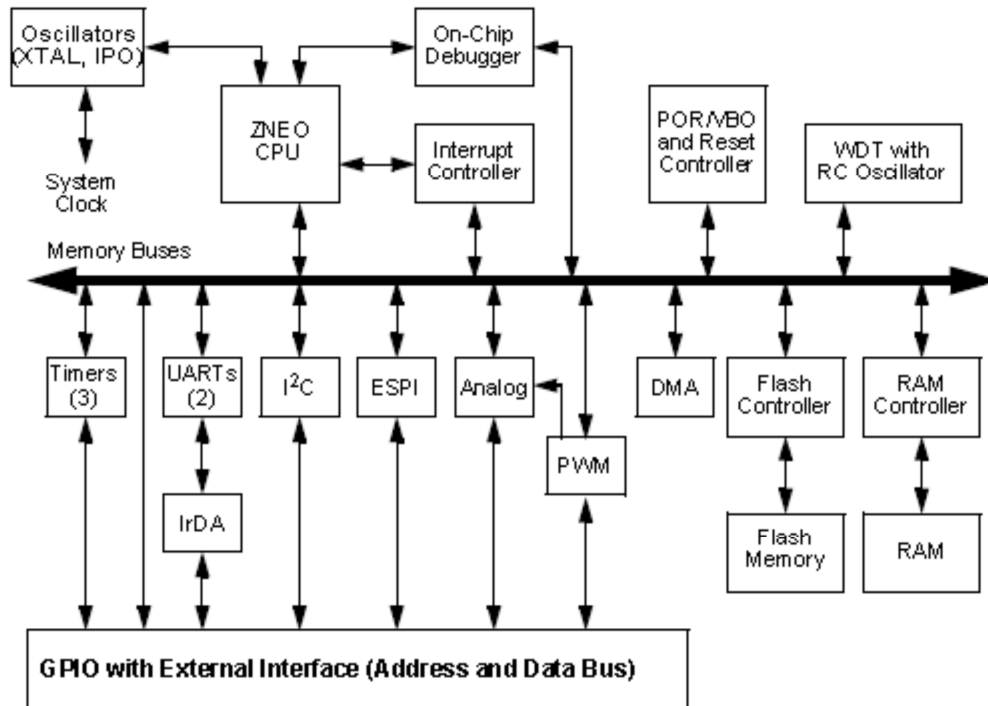 Oscillators
(XTAL, IPO)
On-Chip
Debugger
ZNEO
CPU
Interrupt
Controller
POR/VBO
and Reset
Controller
WDT with
RC Oscillator
System
Clock
Memory Buses
Timers
(3)
UARTs
(2)
I²C
ESPI
Analog
DMA
Flash
Controller
RAM
Controller
PWM
IrDA
Flash
Memory
RAM
GPIO with External Interface (Address and Data Bus)